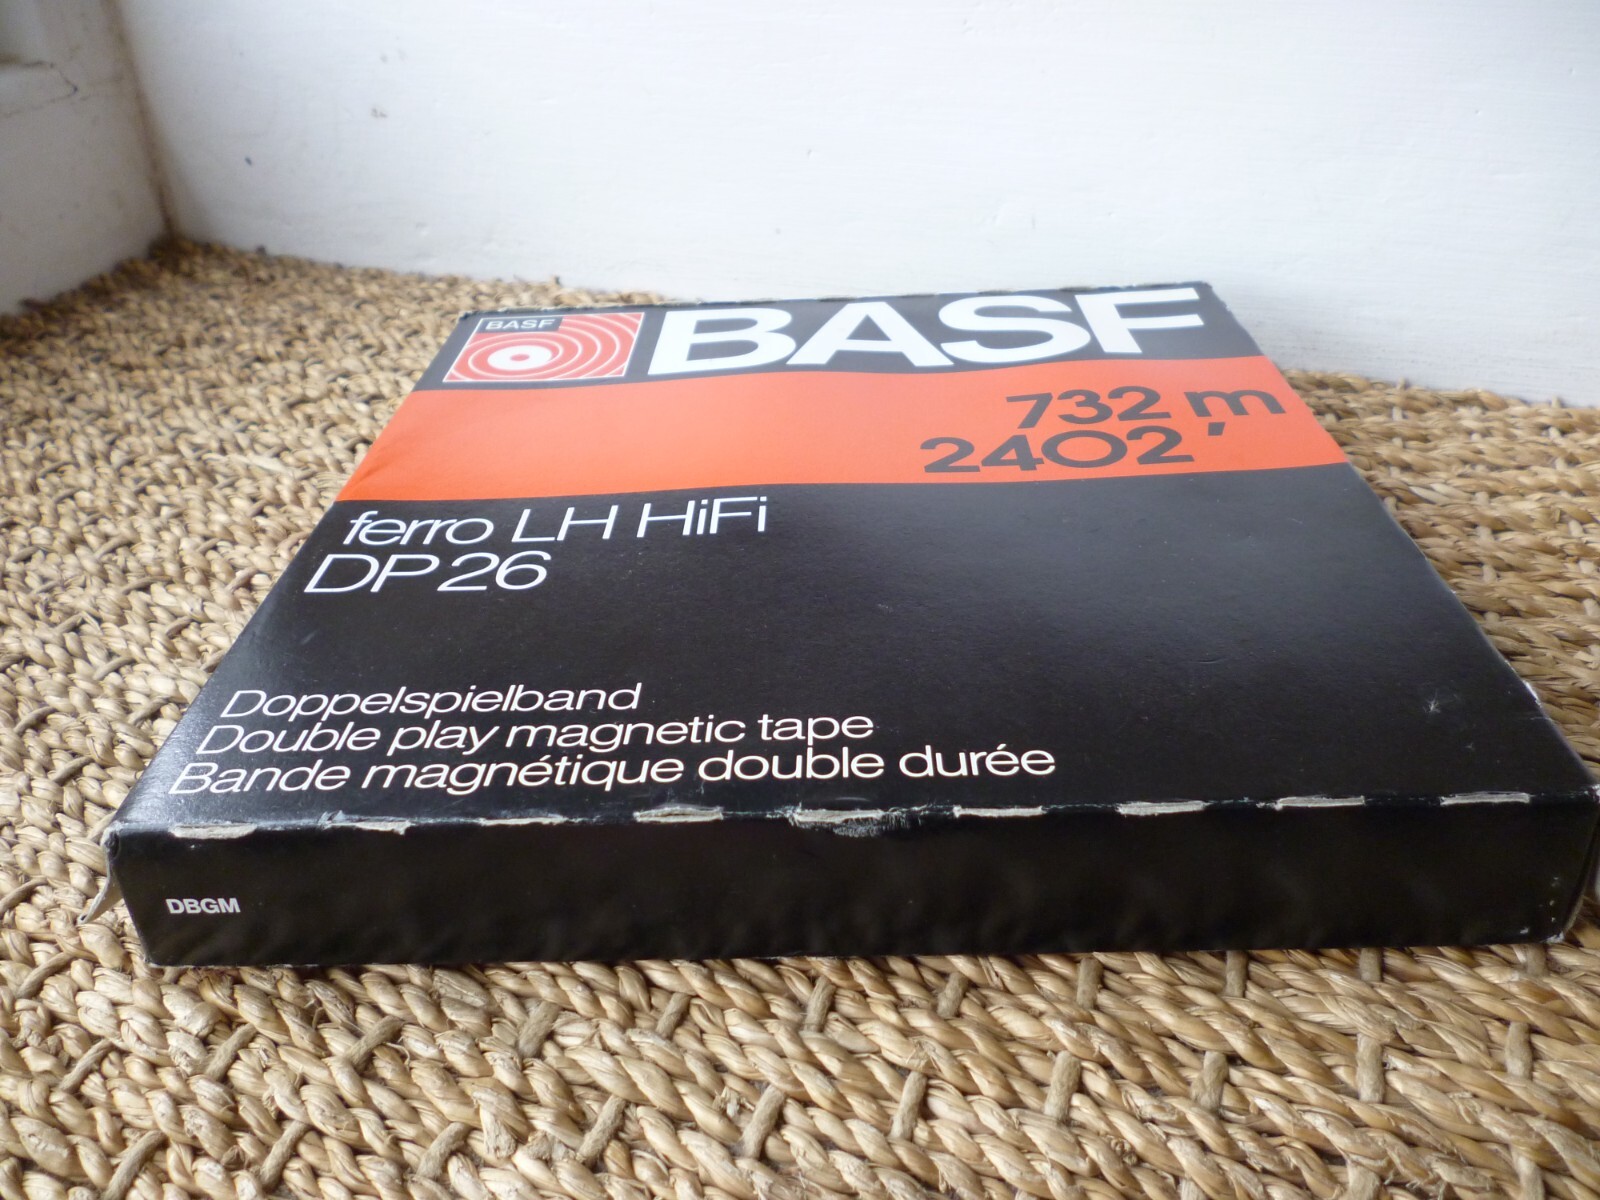 BASF
BASF
732 m
2402'
ferro LH HiFi
DP 26
Doppelspielband
Double play magnetic tape
Bande magnétique double durée
DBGM